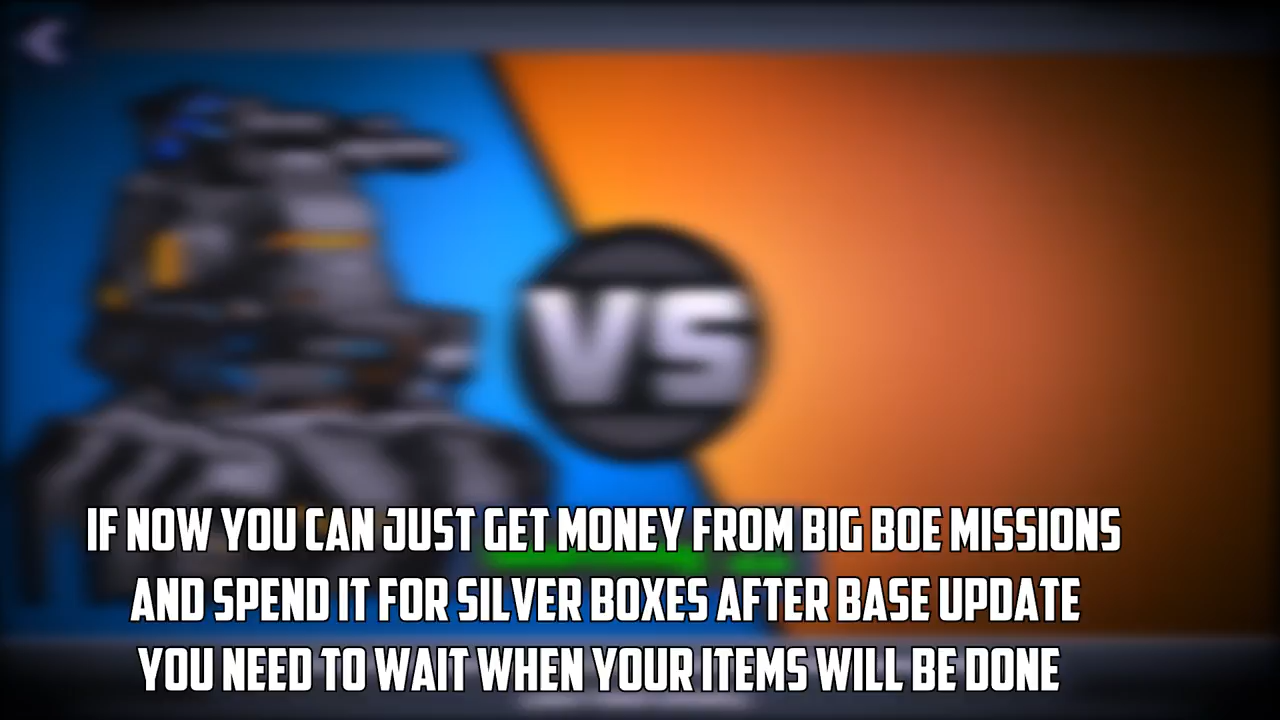 VS
IF NOW YOU CAN JUST GET MONEY FROM BIG BOE MISSIONS
AND SPEND IT FOR SILVER BOXES AFTER BASE UPDATE
YOU NEED TO WAIT WHEN YOUR ITEMS WILL BE DONE